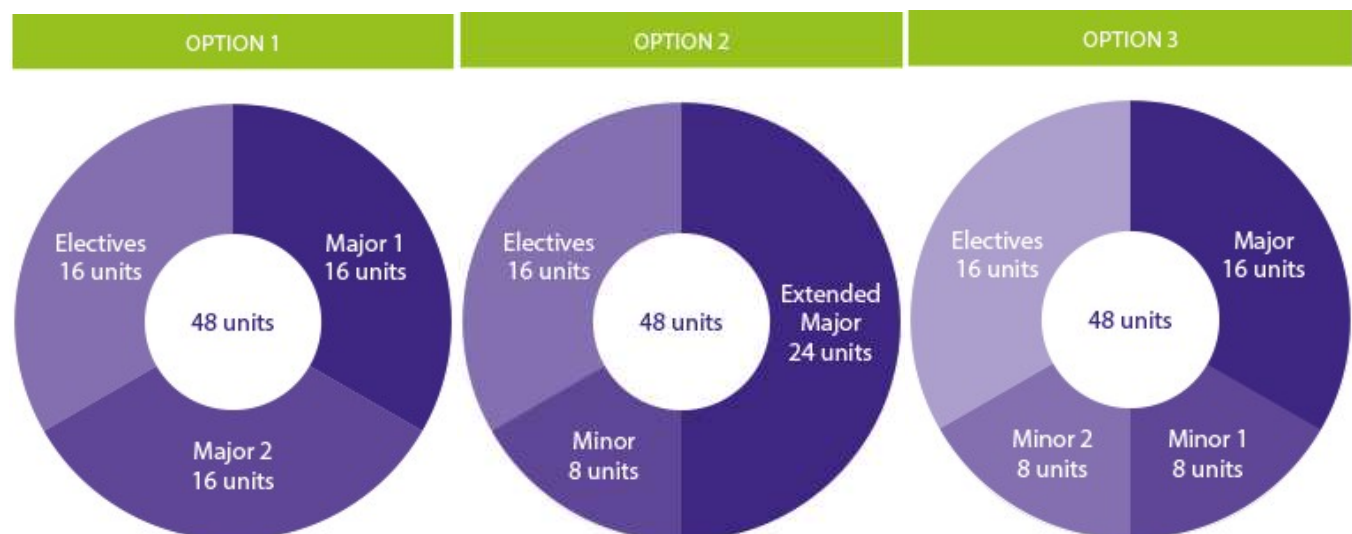 OPTION 1
Electives
16 units
Major 1
16 units
48 units
Major 2
16 units
OPTION 2
Electives
16 units
Extended
Major
24 units
48 units
Minor
8 units
OPTION 3
Electives
16 units
Major
16 units
48 units
Minor 2
8 units
Minor 1
8 units